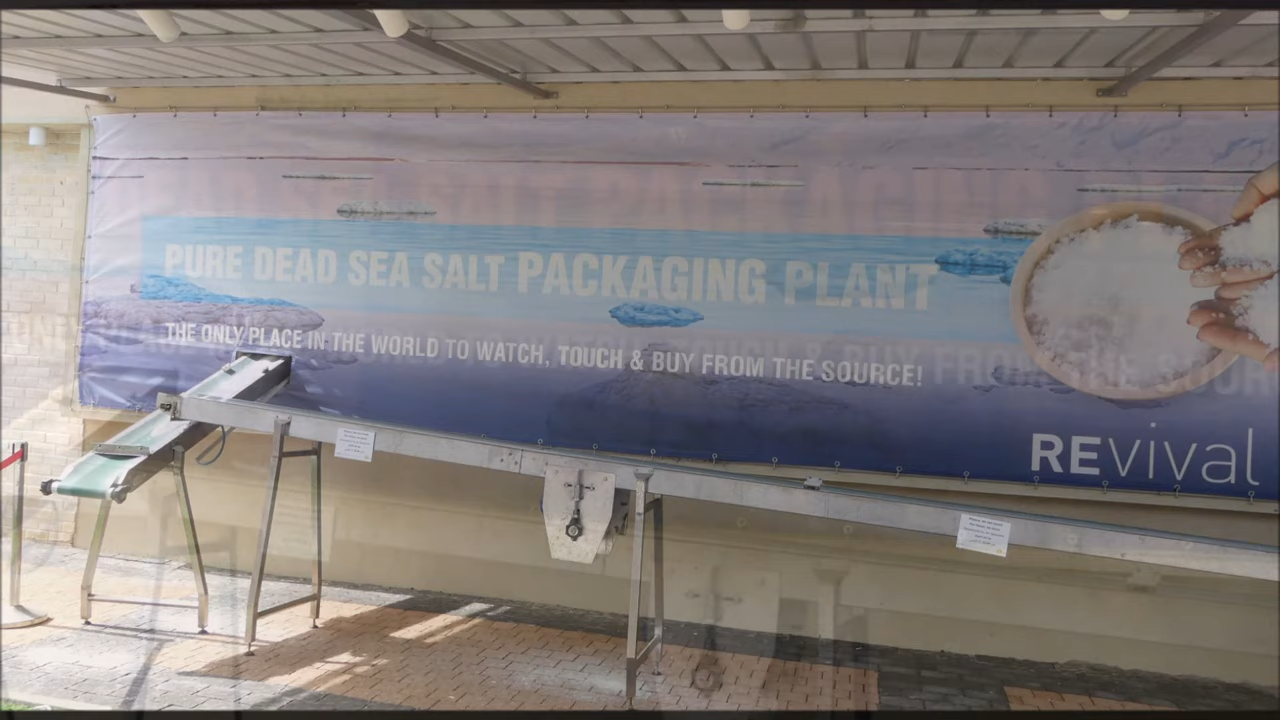 PURE DEAD SEA SALT PACKAGING PLANT
THE ONLY PLACE IN THE WORLD TO WATCH, TOUCH & BUY FROM THE SOURCE!
REvival